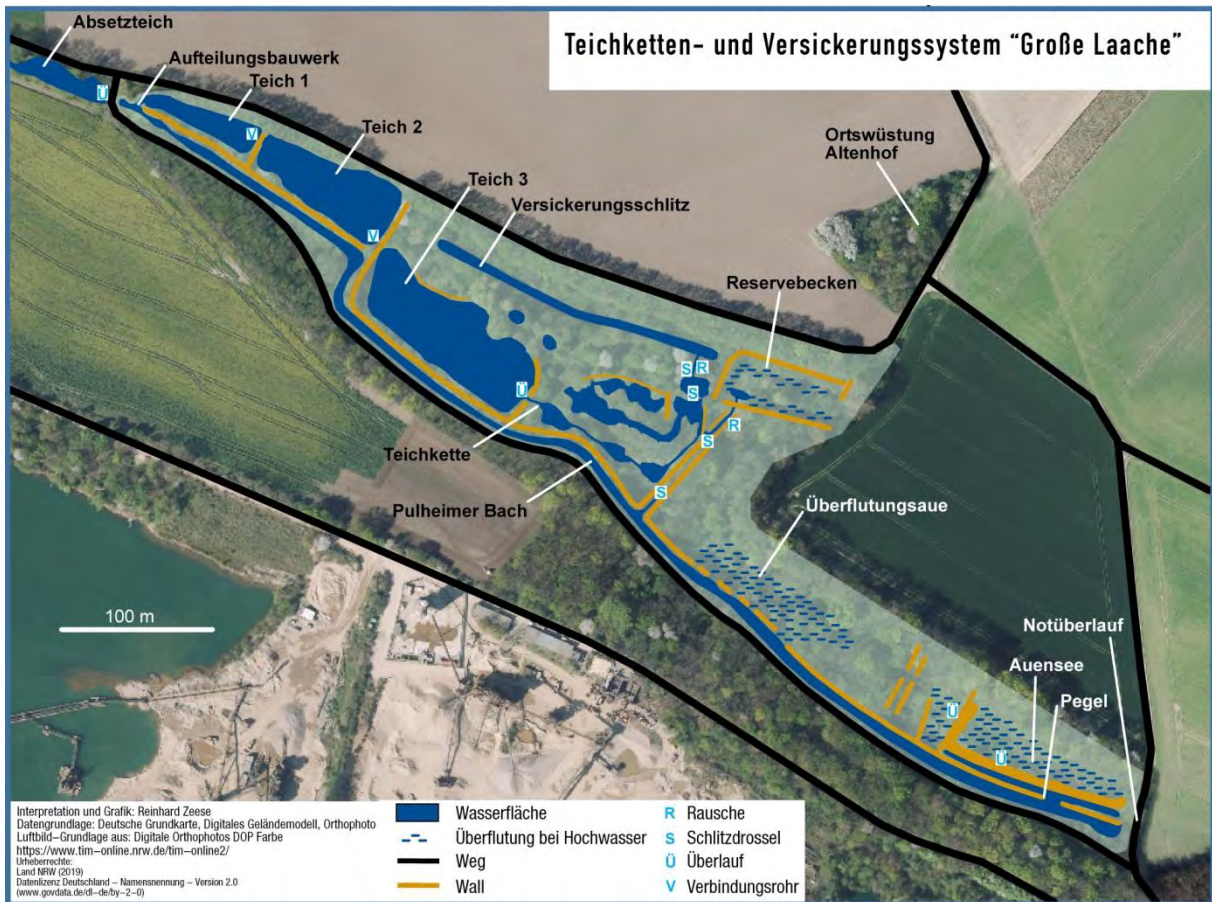 Teichketten- und Versickerungssystem "Große Laache"
Absetzteich
Aufteilungsbauwerk
Teich 1
Teich 2
Teich 3
Versickerungsschlitz
Ortswüstung
Altenhof
Reservebecken
Ü
V
V
S R
S
Ü
S
R
S
Teichkette
Pulheimer Bach
Überflutungsaue
Notüberlauf
Auensee
Pegel
Ü
Ü
100 m
Interpretation und Grafik: Reinhard Zeese
Datengrundlage: Deutsche Grundkarte, Digitales Geländemodell, Orthophoto
Luftbild-Grundlage aus: Digitale Orthophotos DOP Farbe
https://www.tim-online.nrw.de/tim-online2/
Urheberrechte:
Land NRW (2019)
Datenlizenz Deutschland - Namensnennung - Version 2.0
(www.govdata.de/dl-de/by-2-0)
Wasserfläche
Überflutung bei Hochwasser
Weg
Wall
R Rausche
S Schlitzdrossel
Ü Überlauf
V Verbindungsrohr